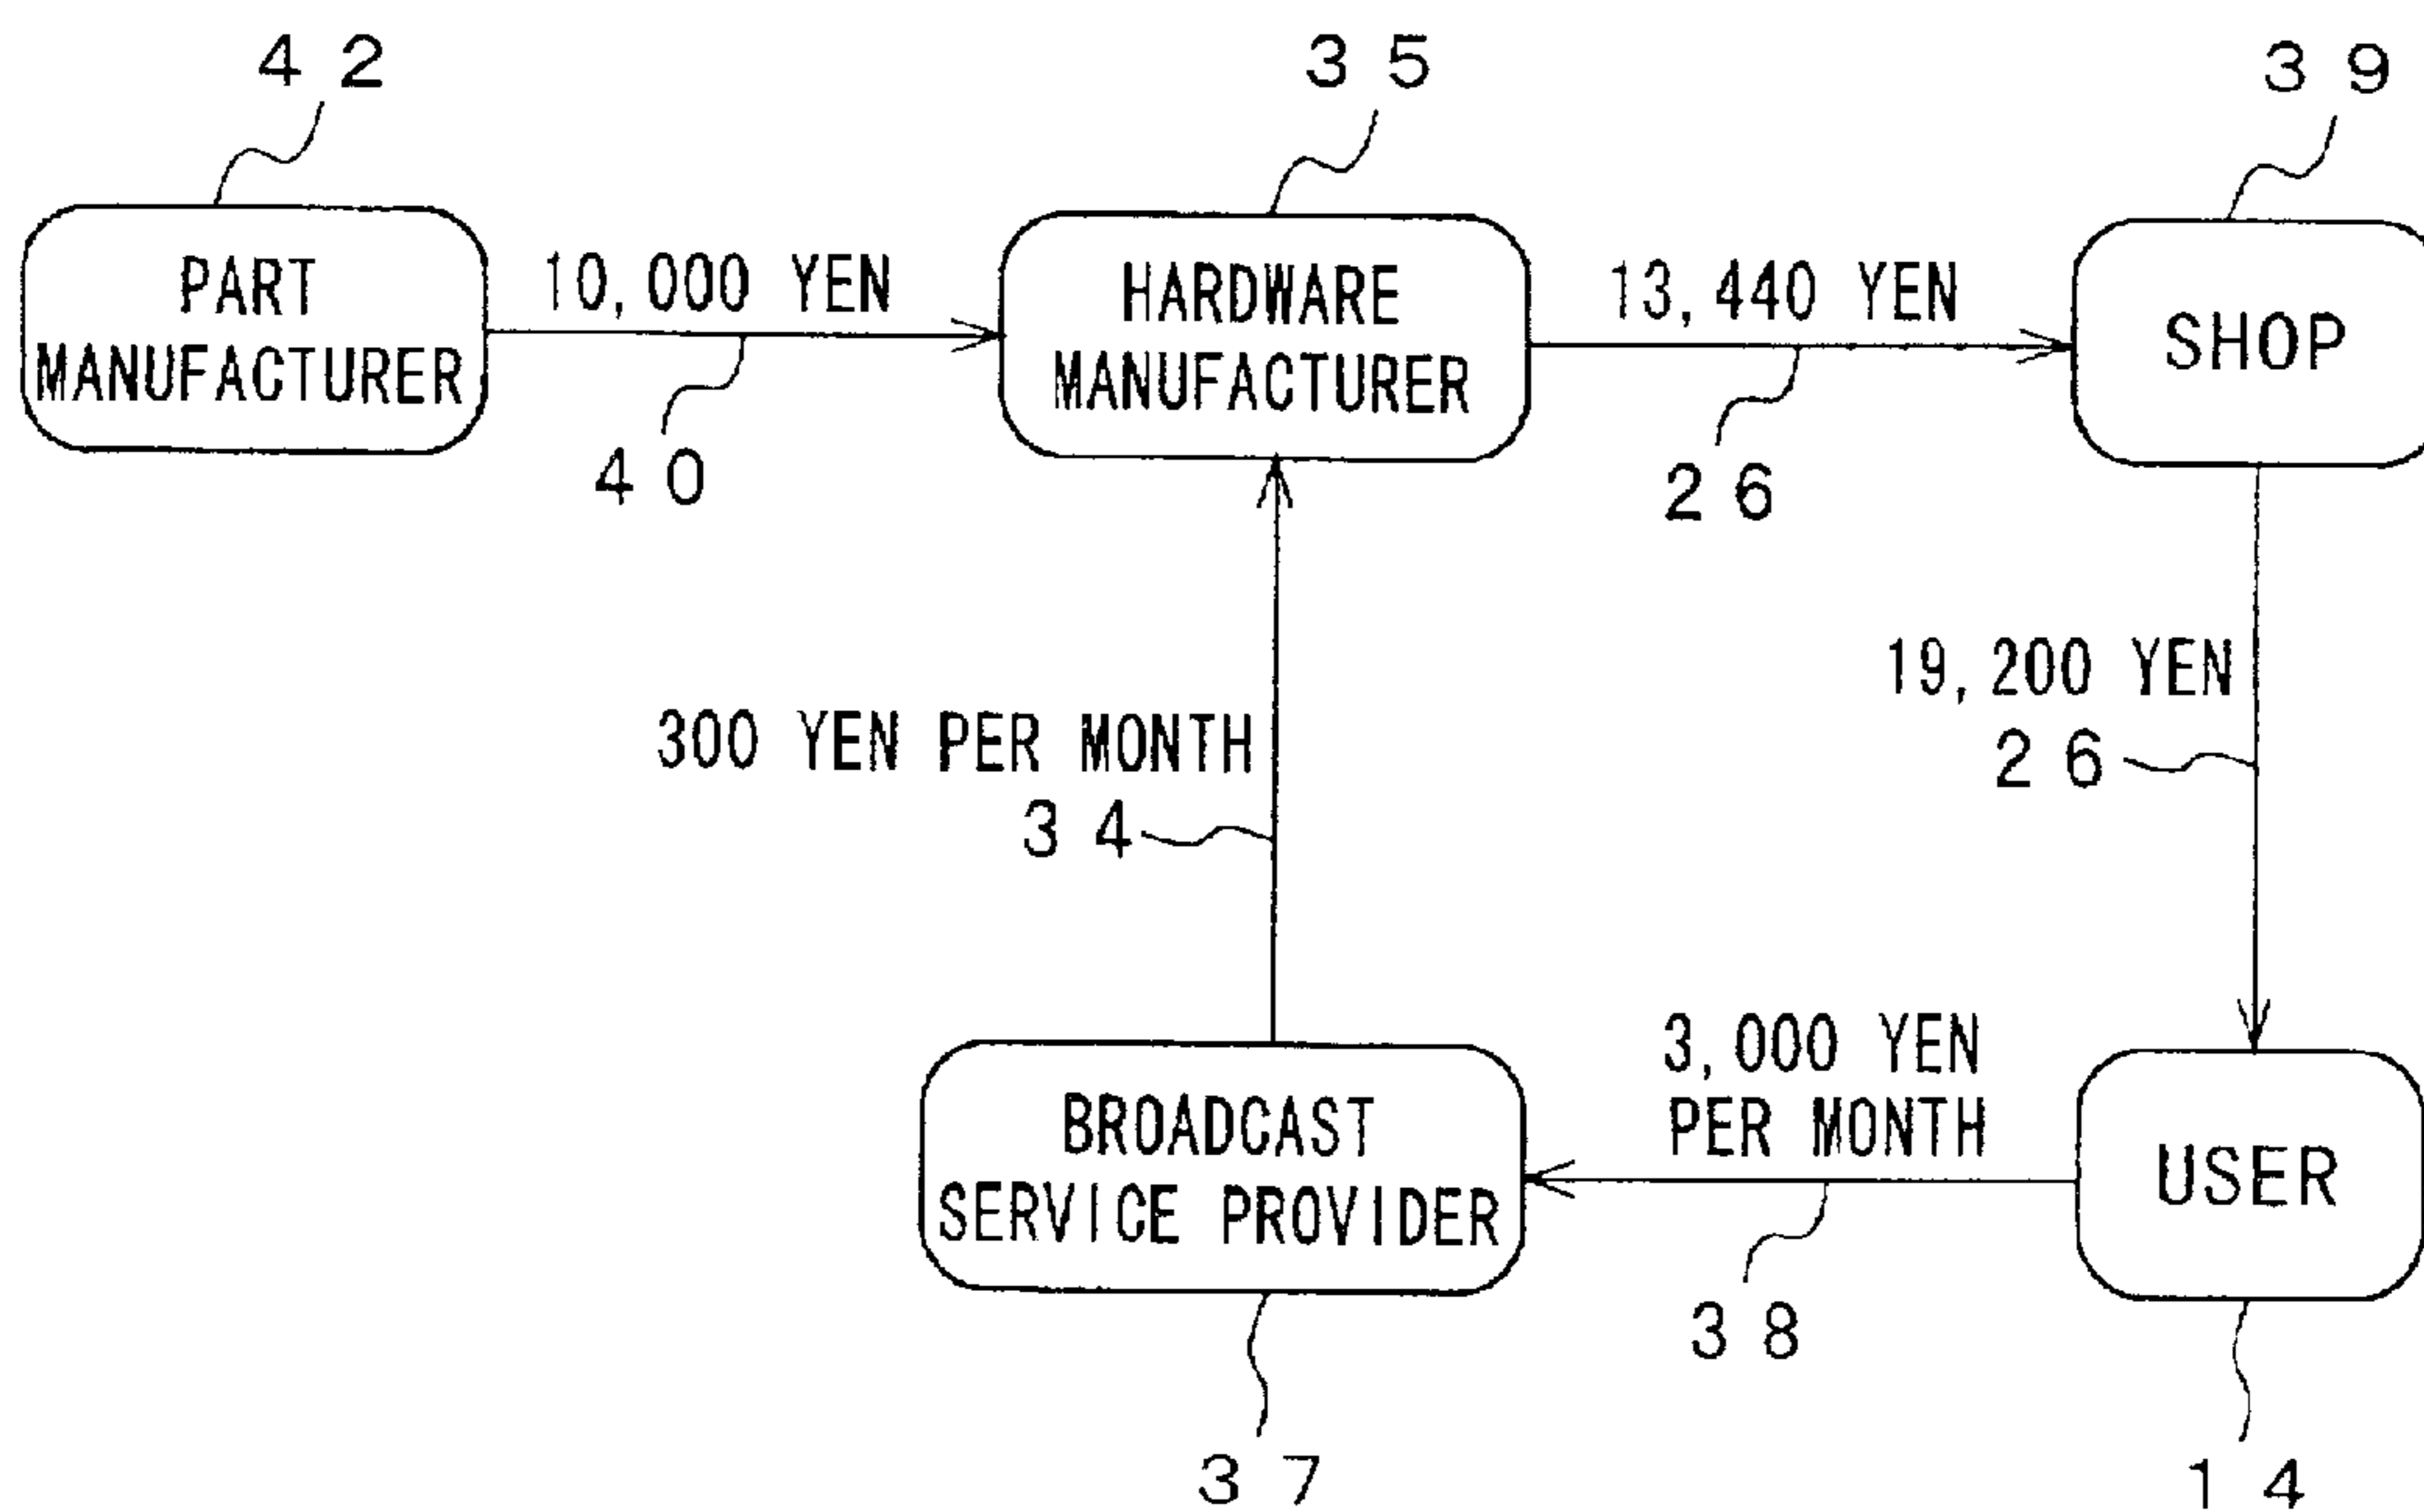 42
35
39
PART
MANUFACTURER
10,000 YEN
40
HARDWARE
MANUFACTURER
13,440 YEN
26
SHOP
300 YEN PER MONTH
34
19,200 YEN
26
BROADCAST
SERVICE PROVIDER
3,000 YEN
PER MONTH
38
USER
37
14